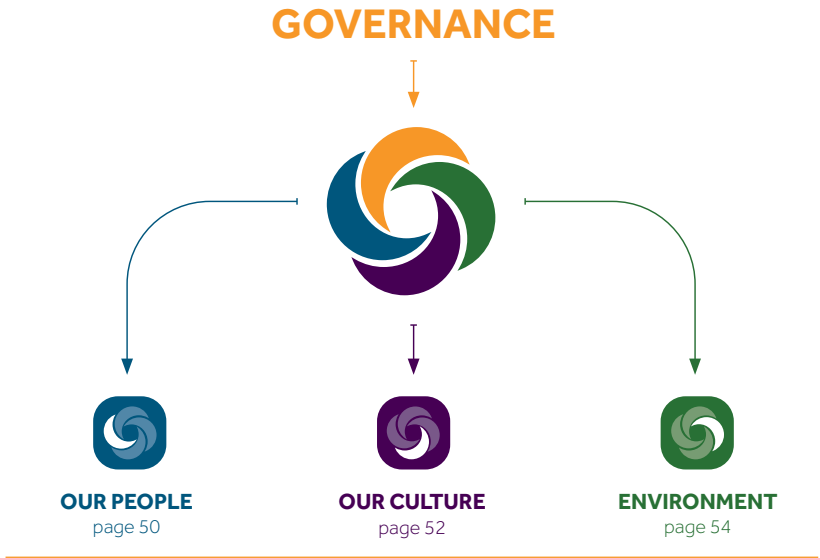 GOVERNANCE
OUR PEOPLE
page 50
OUR CULTURE
page 52
ENVIRONMENT
page 54